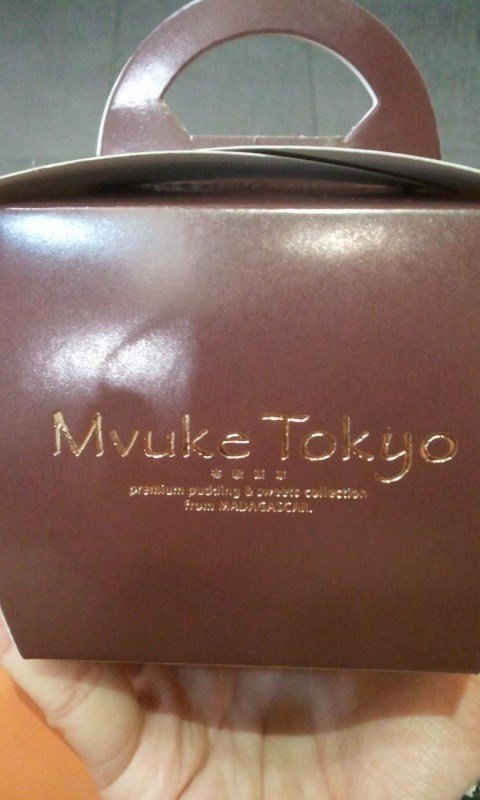 Mvuke Tokyo
premium pudding & sweets collection
from MADAGASCAR